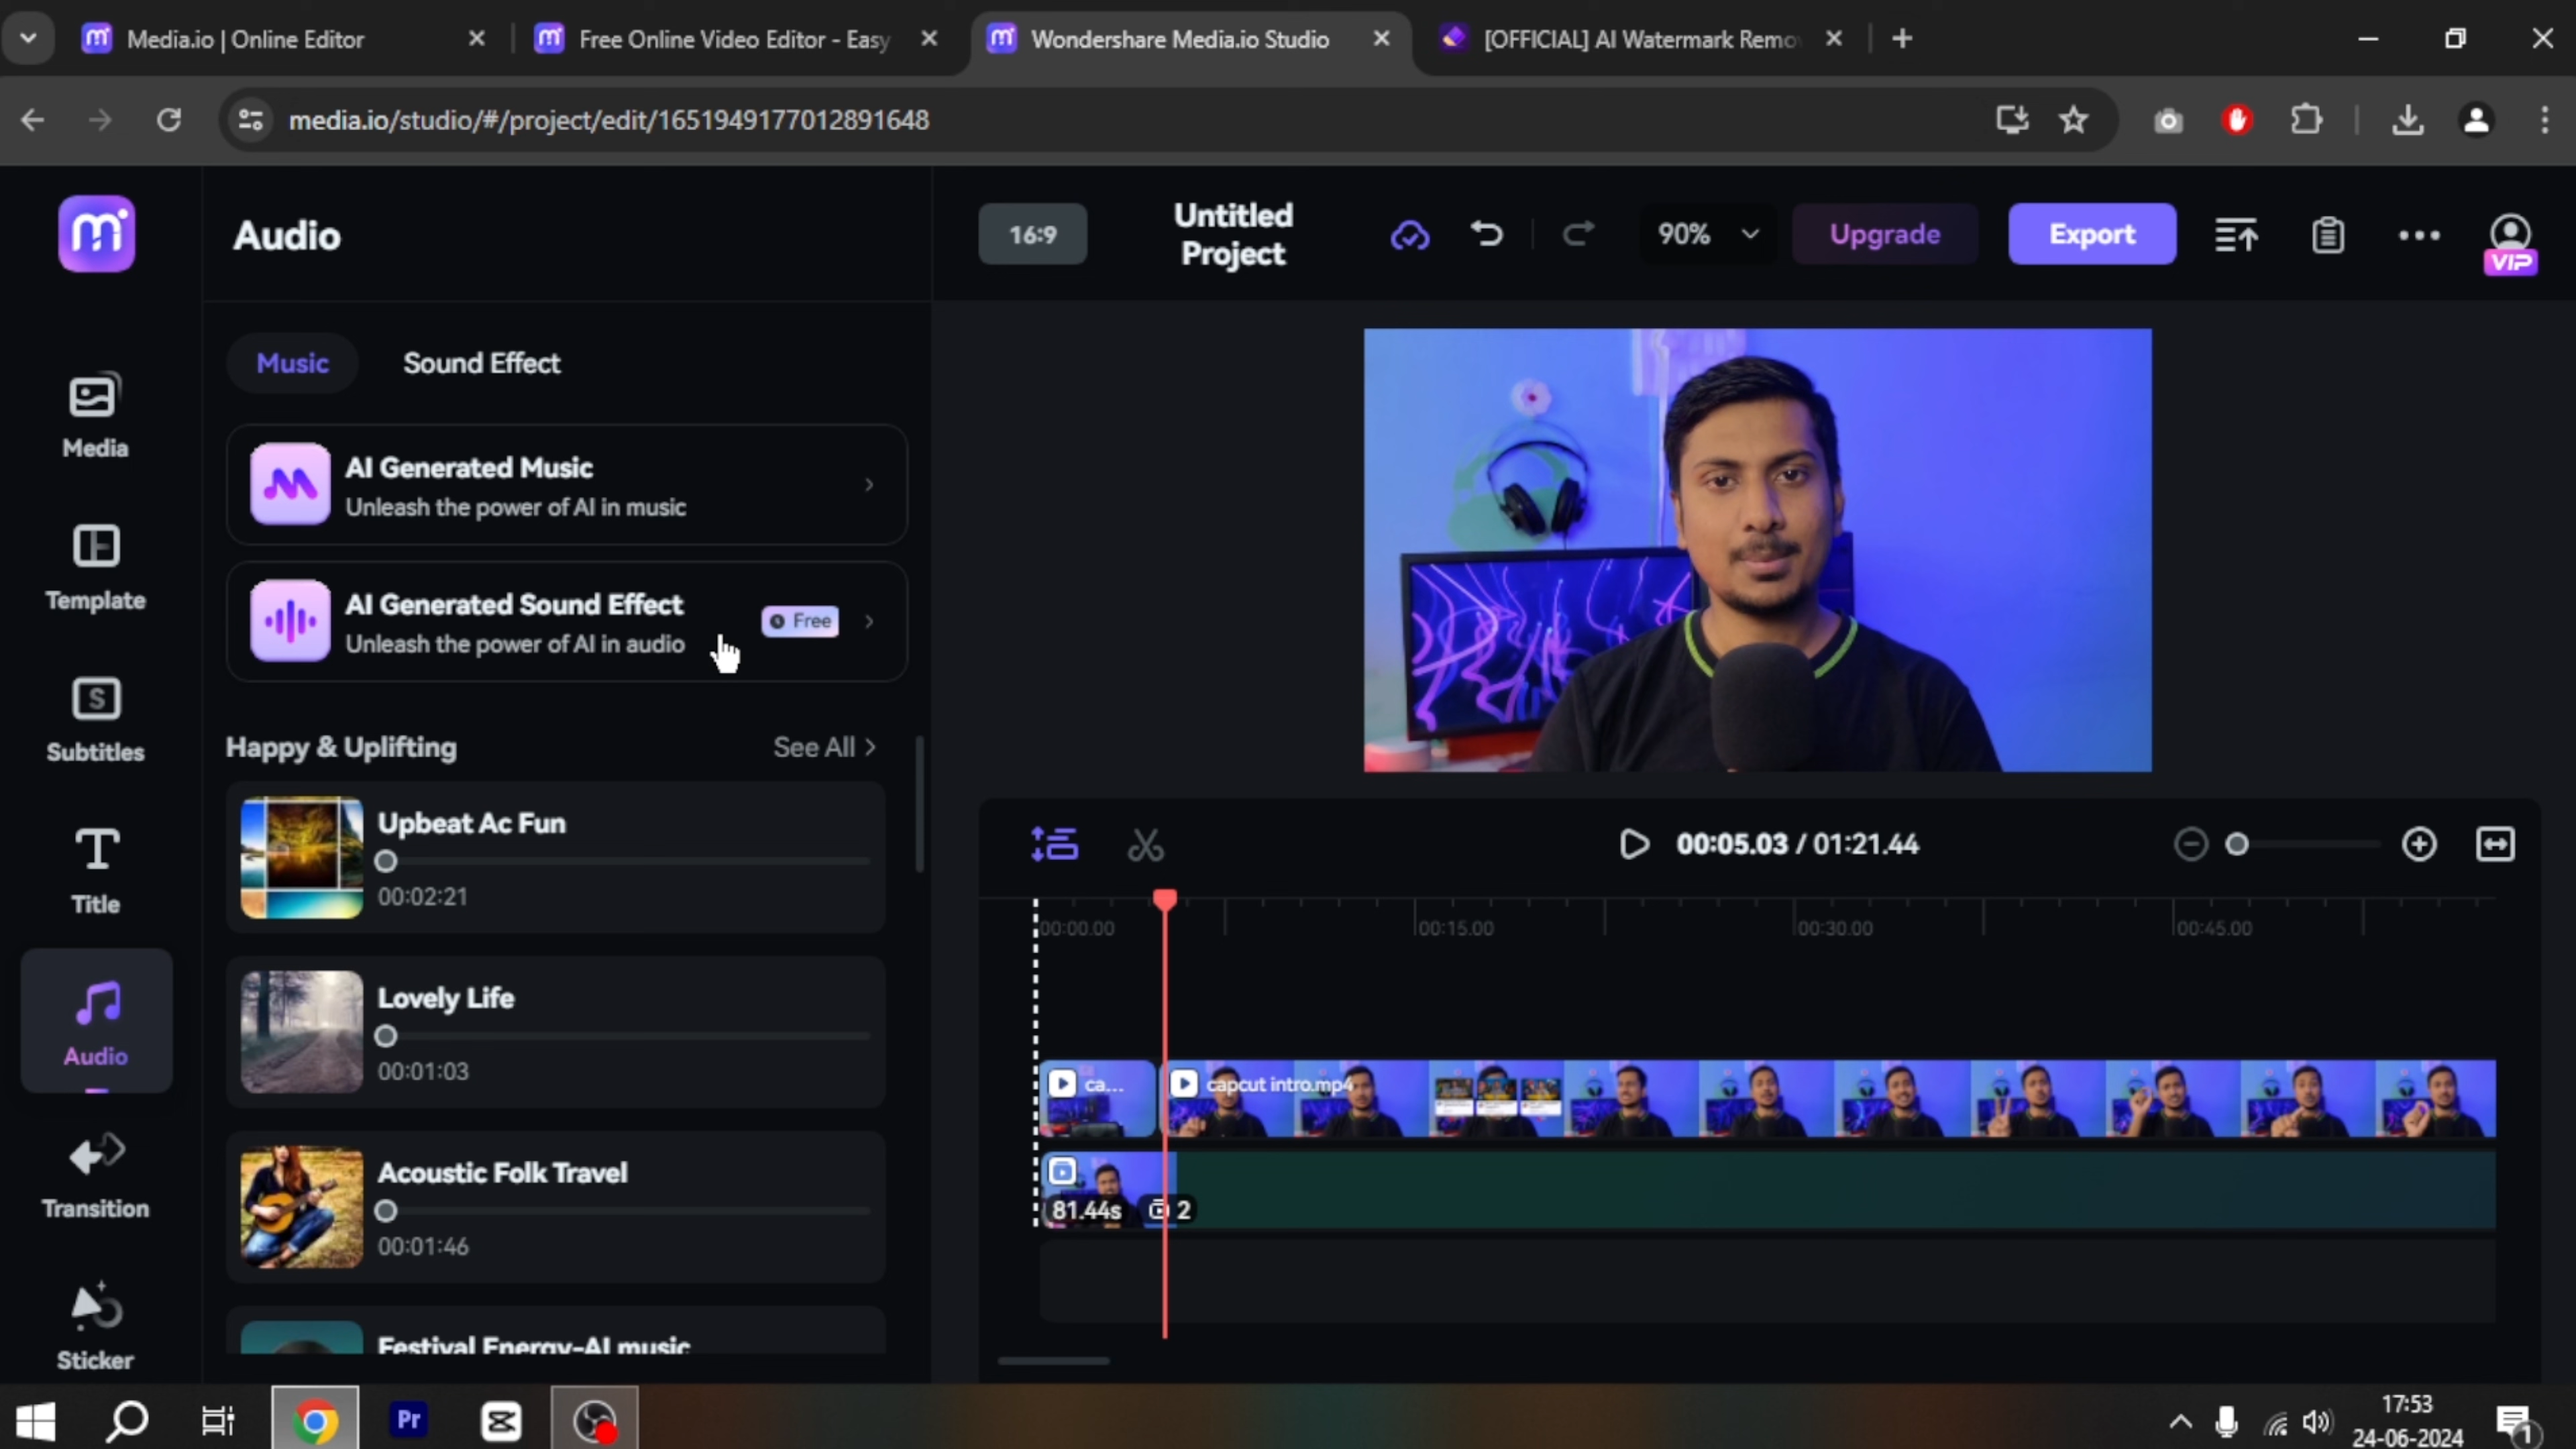 Media.io | Online Editor
Free Online Video Editor - Easy
Wondershare Media.io Studio
[OFFICIAL] AI Watermark Remo
media.io/studio/#/project/edit/1651949177012891648
Audio
16:9
Untitled
Project
90%
Upgrade
Export
VIP
Music
Sound Effect
Media
AI Generated Music
Unleash the power of AI in music
Template
AI Generated Sound Effect
Unleash the power of AI in audio
Free
Subtitles
Happy & Uplifting
See All >
Title
Upbeat Ac Fun
00:02:21
00:05.03 / 01:21.44
00:00.00
00:15.00
00:30.00
00:45.00
Audio
Lovely Life
00:01:03
ca...
capcut intro.mp4
Transition
Acoustic Folk Travel
00:01:46
81.44s
2
Sticker
Festival Energy-AI music
Pr
17:53
24-06-2024
1